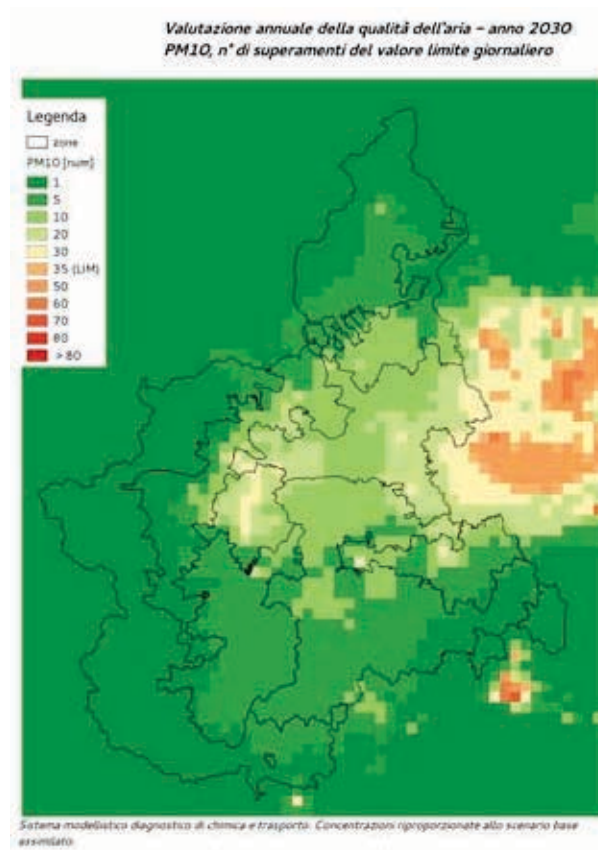 Valutazione annuale della qualità dell'aria – anno 2030
PM10, n° di superamenti del valore limite giornaliero
Legenda
zone
PM10 [num]
1
5
10
20
30
35 (LIM)
50
60
70
80
> 80
Sistema modellistico diagnostico di chimica e trasporto. Concentrazioni riproporzionate allo scenario base
assimilato